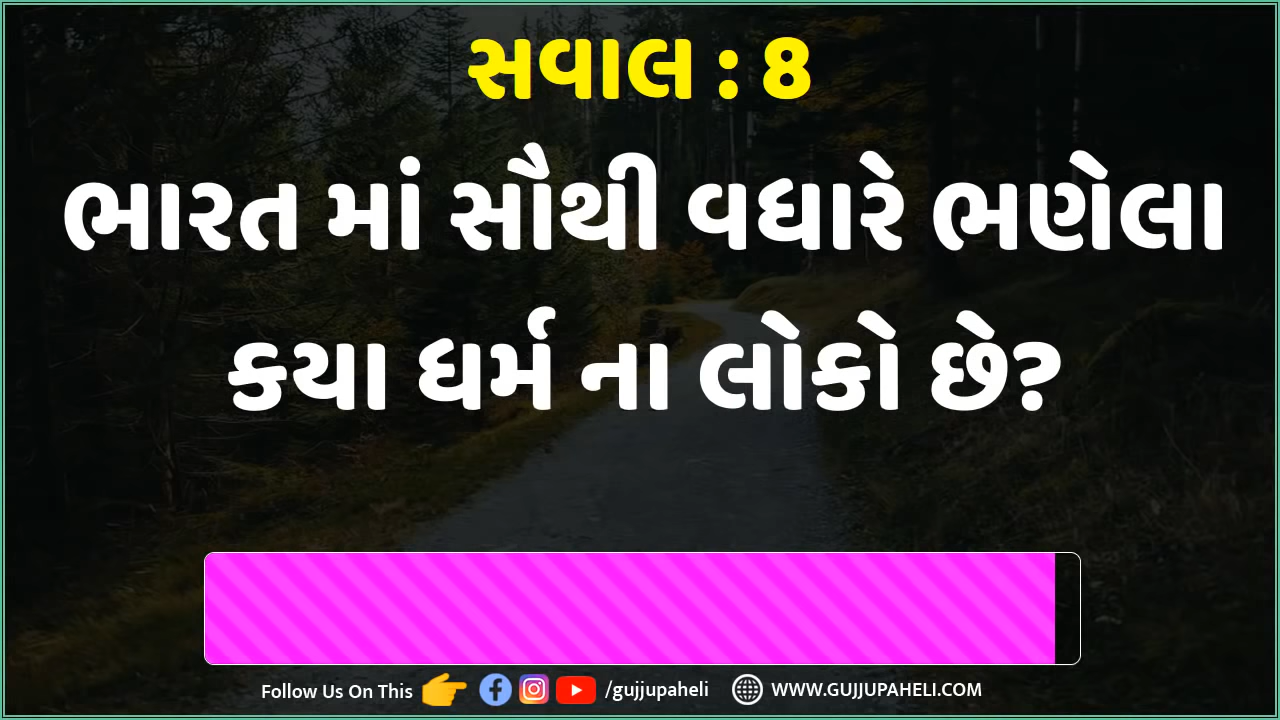 સવાલ : 8
ભારત માં સૌથી વધારે ભણેલા
કયા ધર્મ ના લોકો છે?
Follow Us On This /gujjupaheli WWW.GUJJUPAHELI.COM